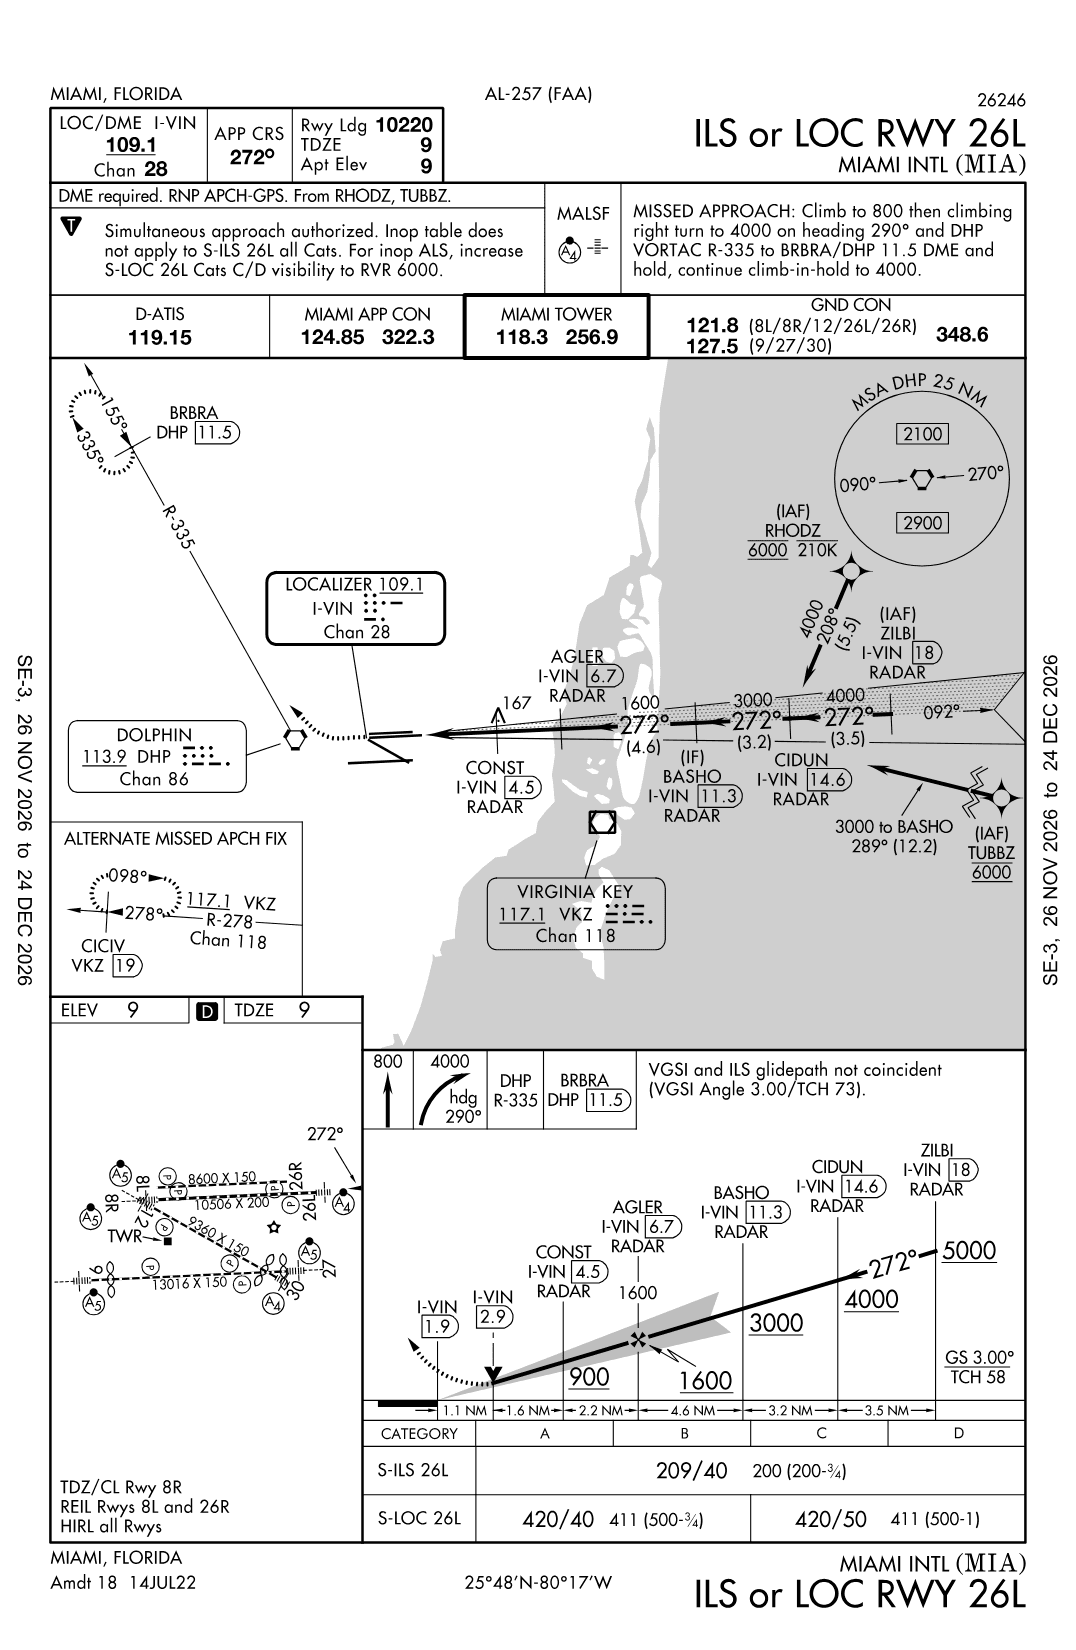 MIAMI, FLORIDA
AL-257 (FAA)
26246
LOC/DME I-VIN
109.1
Chan 28
APP CRS
272°
Rwy Ldg 10220
TDZE 9
Apt Elev 9
ILS or LOC RWY 26L
MIAMI INTL (MIA)
DME required. RNP APCH-GPS. From RHODZ, TUBBZ.
T
Simultaneous approach authorized. Inop table does
not apply to S-ILS 26L all Cats. For inop ALS, increase
S-LOC 26L Cats C/D visibility to RVR 6000.
MALSF
A4
MISSED APPROACH: Climb to 800 then climbing
right turn to 4000 on heading 290° and DHP
VORTAC R-335 to BRBRA/DHP 11.5 DME and
hold, continue climb-in-hold to 4000.
D-ATIS
119.15
MIAMI APP CON
124.85 322.3
MIAMI TOWER
118.3 256.9
GND CON
121.8 (8L/8R/12/26L/26R)
127.5 (9/27/30)
348.6
155°
335°
BRBRA
DHP 11.5
R-335
MSA DHP 25 NM
2100
090°
270°
2900
(IAF)
RHODZ
6000 210K
4000
208°
(5.5)
(IAF)
ZILBI
I-VIN 18
RADAR
LOCALIZER 109.1
I-VIN
Chan 28
AGLER
I-VIN 6.7
RADAR
167
1600
272°
(4.6)
3000
272°
(3.2)
4000
272°
(3.5)
092°
DOLPHIN
113.9 DHP
Chan 86
CONST
I-VIN 4.5
RADAR
(IF)
BASHO
I-VIN 11.3
RADAR
CIDUN
I-VIN 14.6
RADAR
3000 to BASHO
289° (12.2)
(IAF)
TUBBZ
6000
VIRGINIA KEY
117.1 VKZ
Chan 118
ALTERNATE MISSED APCH FIX
098°
278°
117.1 VKZ
R-278
Chan 118
CICIV
VKZ 19
SE-3, 26 NOV 2026 to 24 DEC 2026
SE-3, 26 NOV 2026 to 24 DEC 2026
ELEV 9
D
TDZE 9
272°
A5
8L
P
P
8600 X 150
P
26R
A5
8R
10506 X 200
P
26L
A4
12
P
TWR
9360 X 150
A5
9
P
P
27
A5
13016 X 150
A4
30
TDZ/CL Rwy 8R
REIL Rwys 8L and 26R
HIRL all Rwys
800
4000
hdg
290°
DHP
R-335
BRBRA
DHP 11.5
VGSI and ILS glidepath not coincident
(VGSI Angle 3.00/TCH 73).
I-VIN
1.9
I-VIN
2.9
CONST
I-VIN 4.5
RADAR
AGLER
I-VIN 6.7
RADAR
1600
BASHO
I-VIN 11.3
RADAR
CIDUN
I-VIN 14.6
RADAR
ZILBI
I-VIN 18
RADAR
272°
5000
4000
3000
1600
900
GS 3.00°
TCH 58
1.1 NM
1.6 NM
2.2 NM
4.6 NM
3.2 NM
3.5 NM
CATEGORY A B C D
S-ILS 26L 209/40 200 (200-¾)
S-LOC 26L 420/40 411 (500-¾) 420/50 411 (500-1)
MIAMI, FLORIDA
Amdt 18 14JUL22
25°48'N-80°17'W
MIAMI INTL (MIA)
ILS or LOC RWY 26L